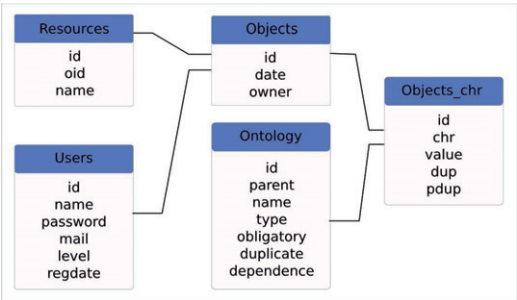 Resources
id
oid
name
Objects
id
date
owner
Objects_chr
id
chr
value
dup
pdup
Users
id
name
password
mail
level
regdate
Ontology
id
parent
name
type
obligatory
duplicate
dependence